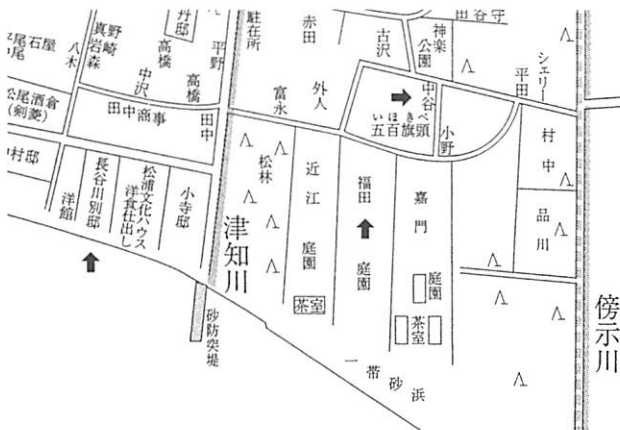 丹邸
駐在所
赤田
古沢
神楽
公園
田谷守
シェリー
平田
野崎
真岩森
八木
高橋
中沢
高橋
平野
尾石屋
中尾
松尾酒倉
(剣菱)
田中商事
田中
富永
外人
中谷
いほきべ
五百旗頭
小野
村中
品川
村邸
洋館
長谷川別邸
松浦文化ハウス
洋食仕出し
小寺邸
津知川
松林
近江
庭園
茶室
福田
庭園
嘉門
庭園
茶室
砂防突堤
一帯砂浜
傍示川